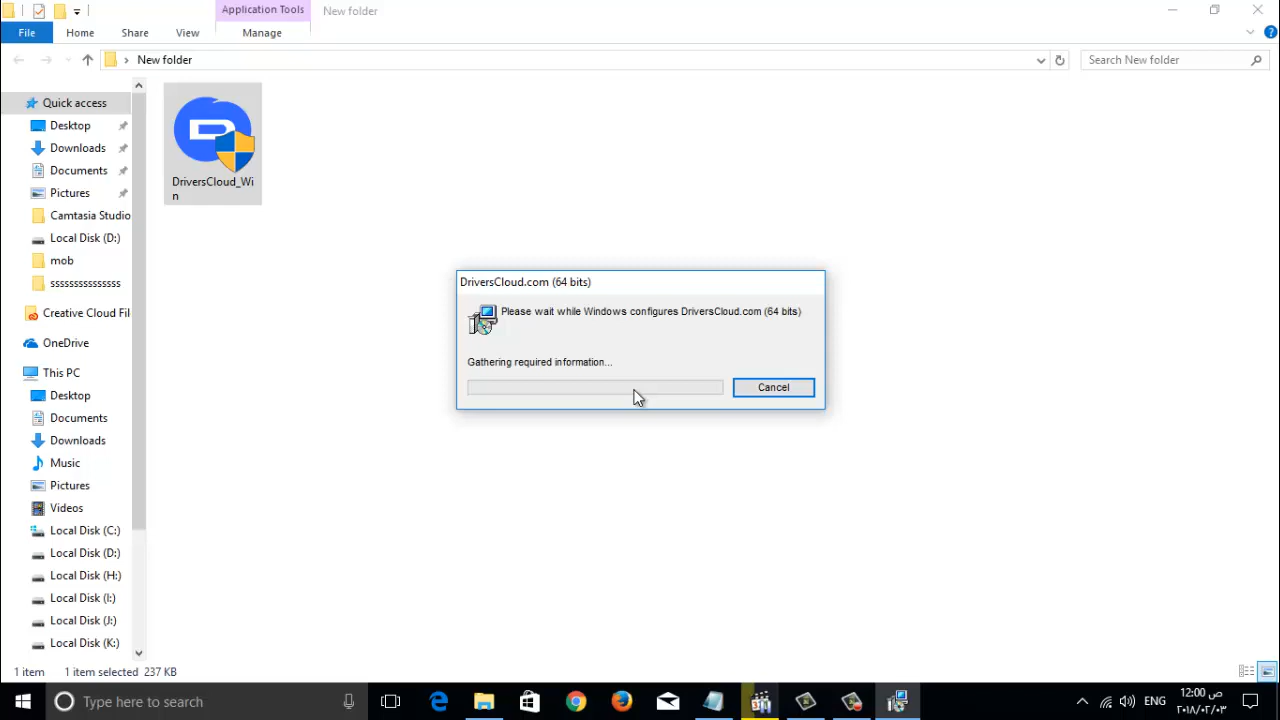 Application Tools
New folder
File
Home
Share
View
Manage
New folder
Search New folder
Quick access
Desktop
Downloads
Documents
Pictures
Camtasia Studio
Local Disk (D:)
mob
sssssssssssssss
Creative Cloud Fil
OneDrive
This PC
Desktop
Documents
Downloads
Music
Pictures
Videos
Local Disk (C:)
Local Disk (D:)
Local Disk (H:)
Local Disk (I:)
Local Disk (J:)
Local Disk (K:)
DriversCloud_Wi
n
DriversCloud.com (64 bits)
Please wait while Windows configures DriversCloud.com (64 bits)
Gathering required information...
Cancel
1 item
1 item selected 237 KB
Type here to search
ENG
12:00 ص
٢٠١٨/٠٢/٠٣